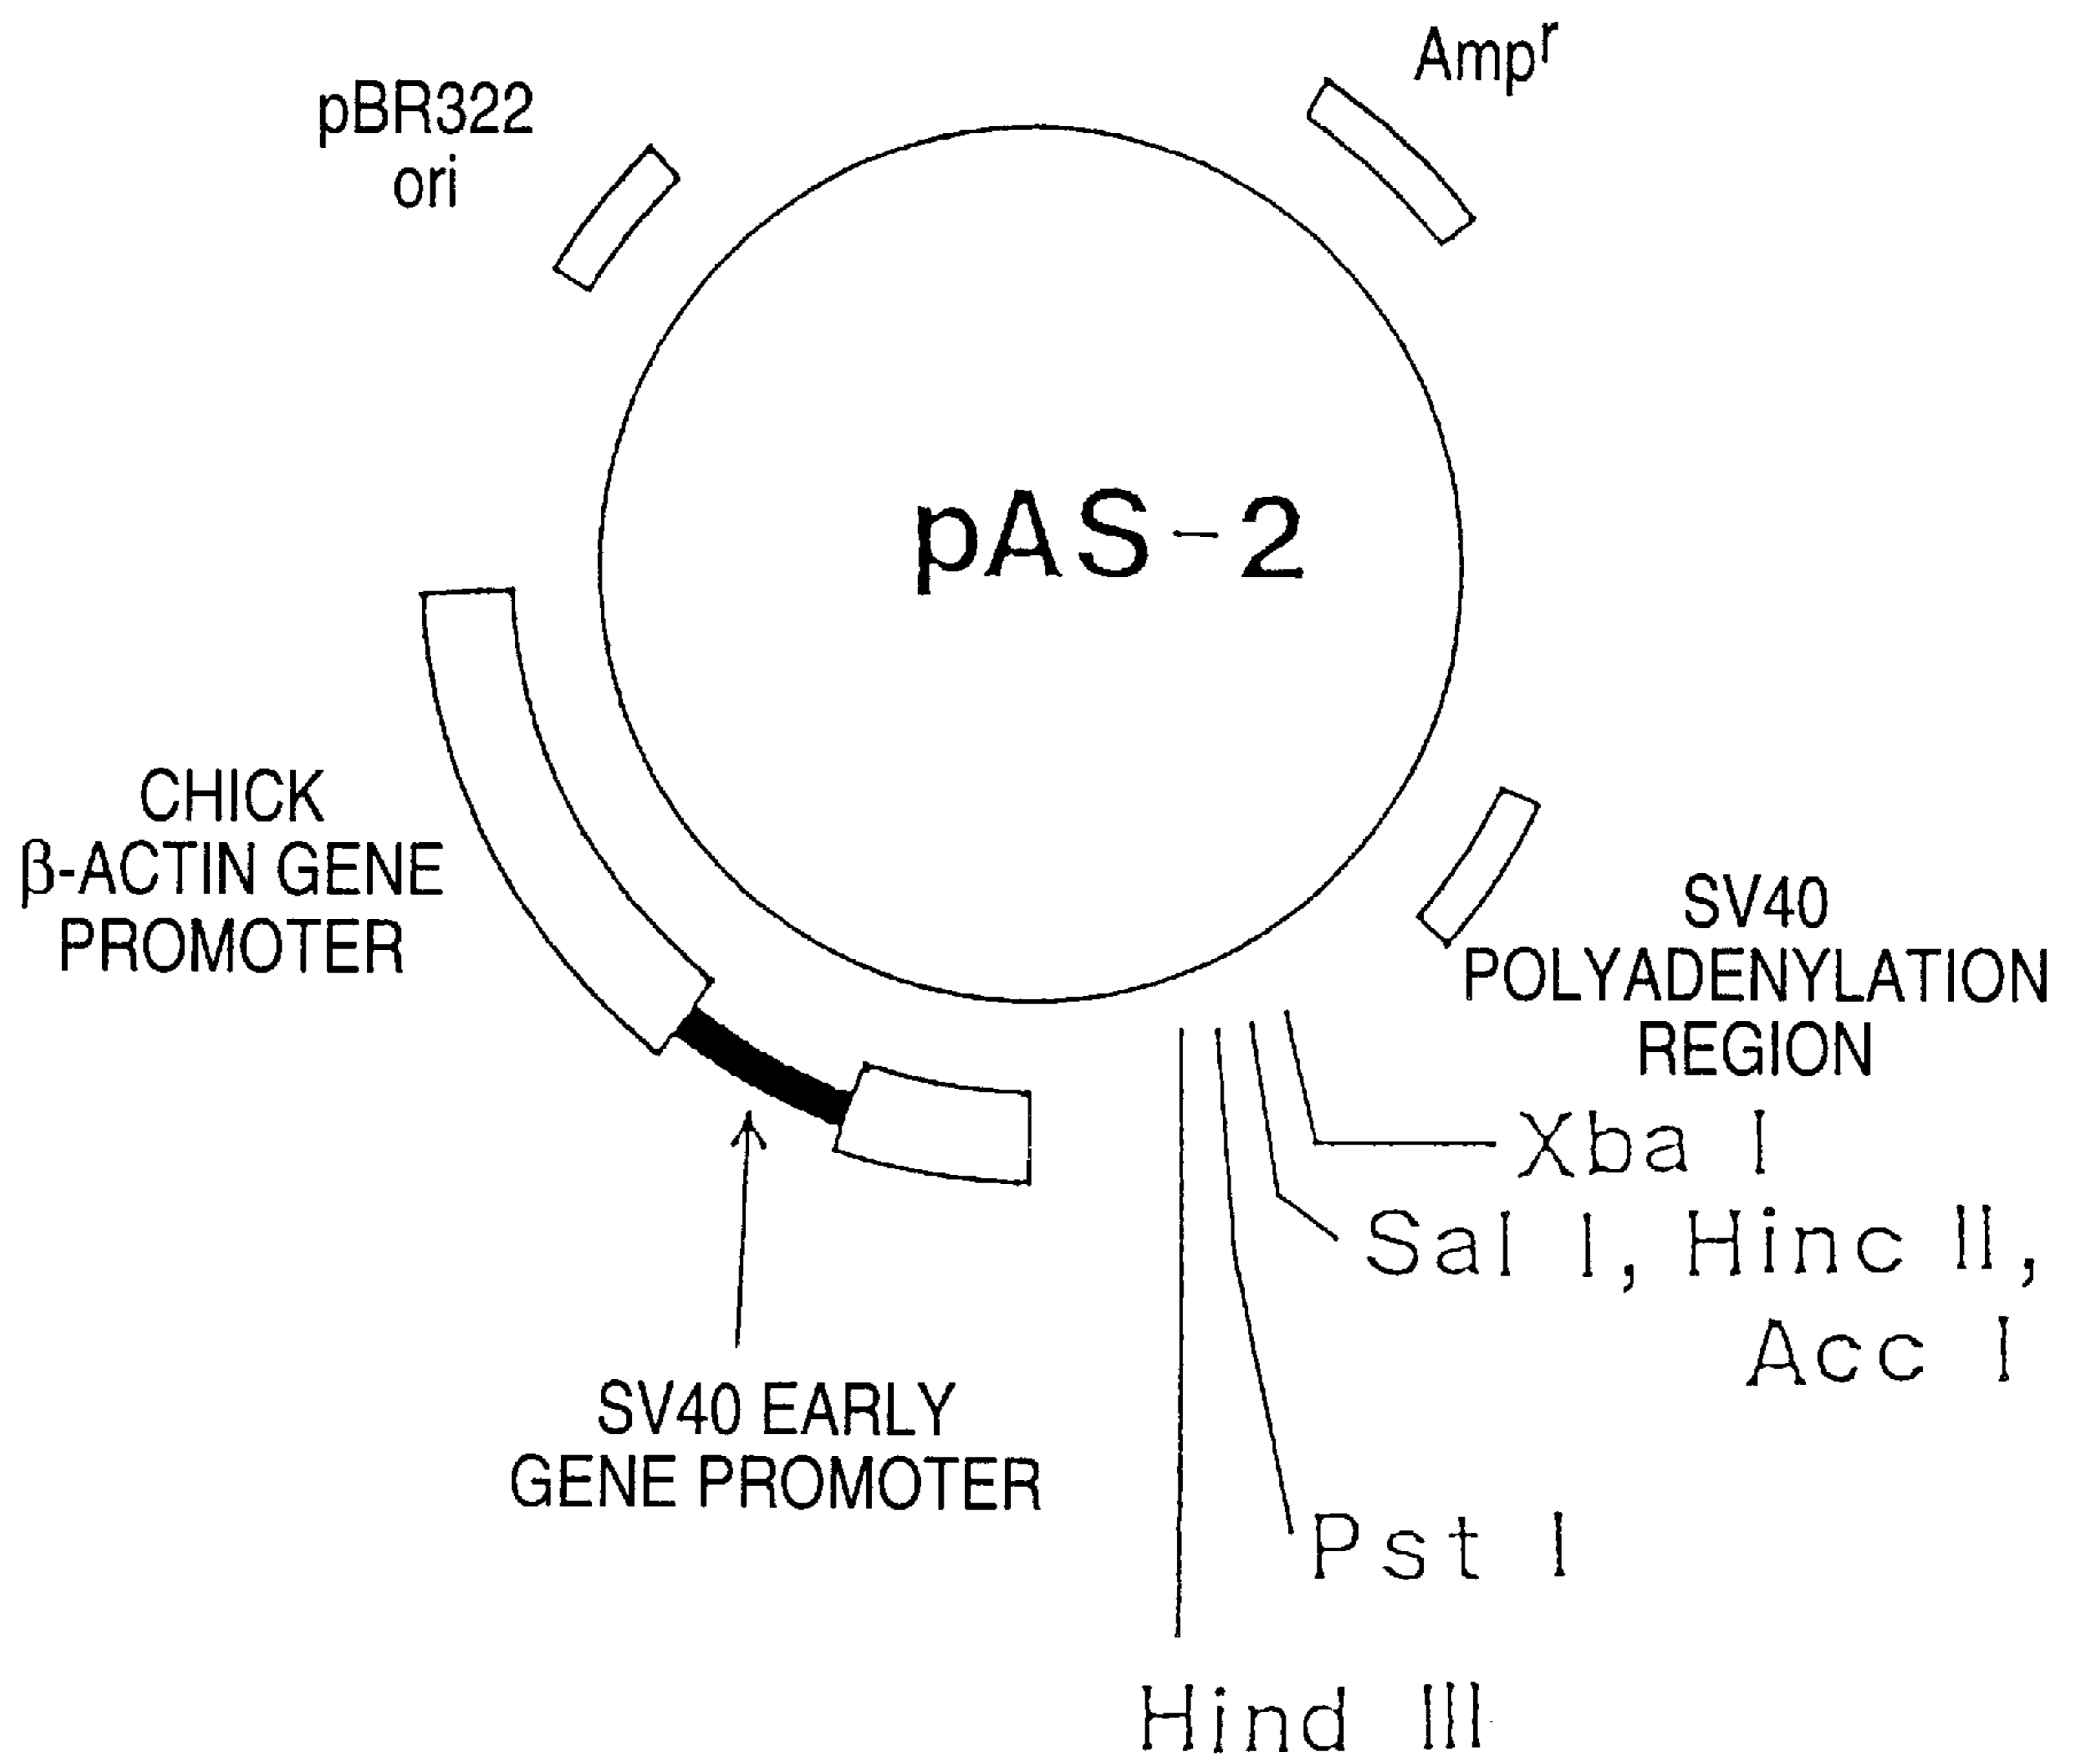 Ampʳ
pBR322
ori
pAS-2
CHICK
β-ACTIN GENE
PROMOTER
SV40
POLYADENYLATION
REGION
Xba I
Sal I, Hinc II,
Acc I
SV40 EARLY
GENE PROMOTER
Pst I
Hind III